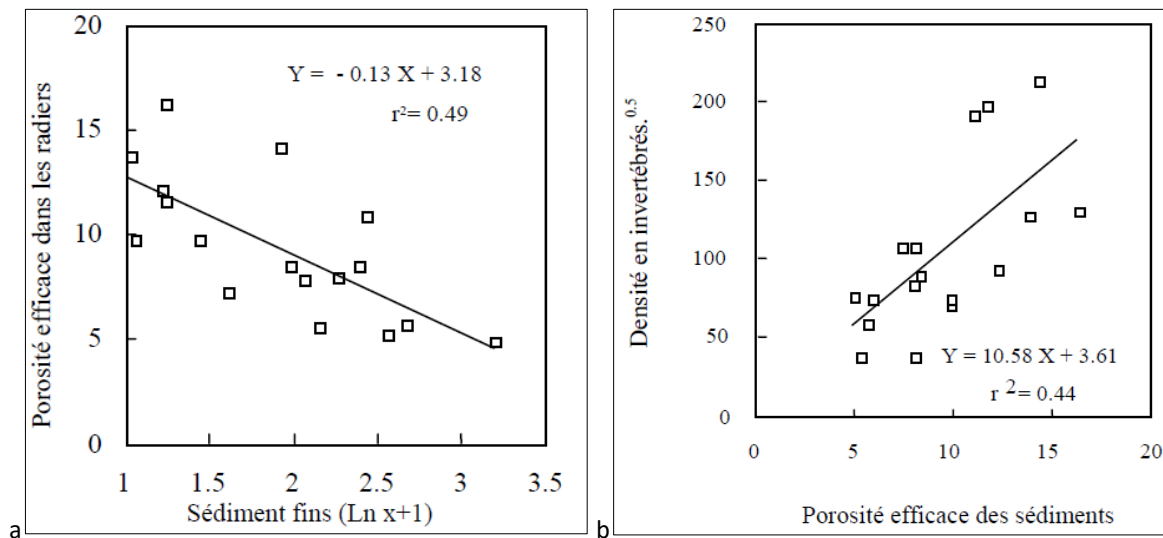 20
15
10
5
0
Porosité efficace dans les radiers
Y = - 0.13 X + 3.18
r²= 0.49
1 1.5 2 2.5 3 3.5
Sédiment fins (Ln x+1)
a
250
200
150
100
50
0
Densité en invertébrés.^0.5
Y = 10.58 X + 3.61
r ²= 0.44
0 5 10 15 20
Porosité efficace des sédiments
b